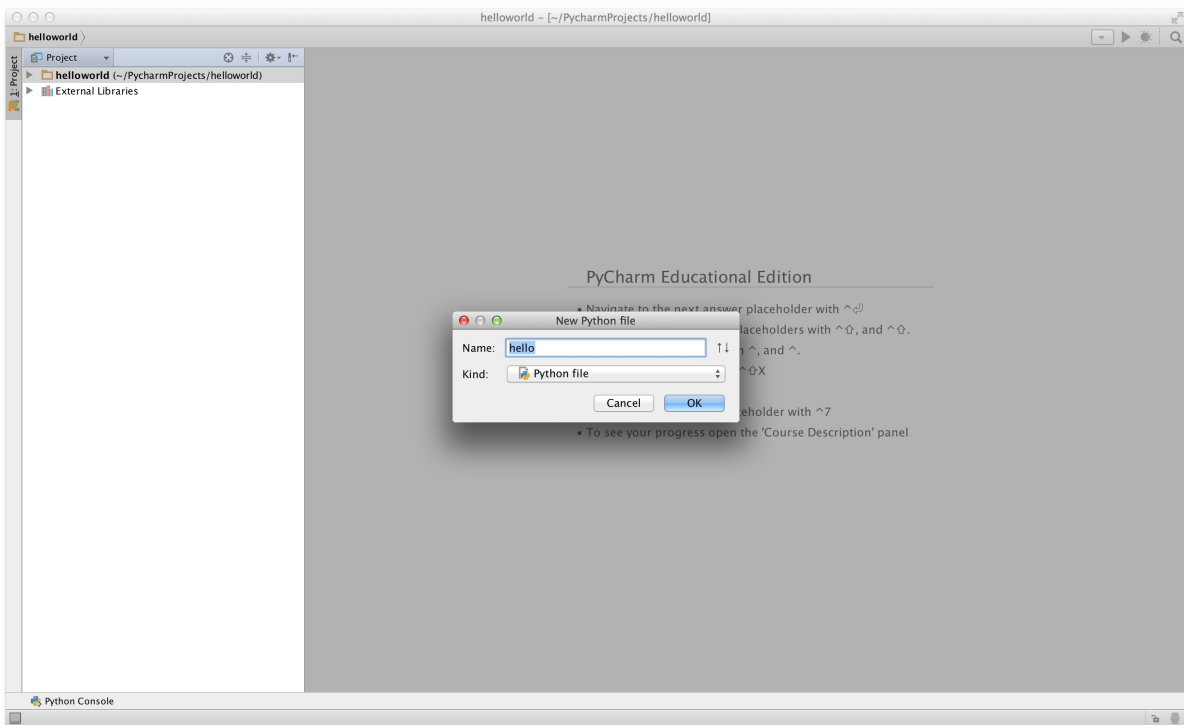 helloworld – [~/PycharmProjects/helloworld]
helloworld
Project
1: Project
helloworld (~/PycharmProjects/helloworld)
External Libraries
PyCharm Educational Edition
• Navigate to the next answer placeholder with ^⏎
New Python file
laceholders with ^⇧, and ^⇧.
Name: hello ↑↓
^, and ^.
Kind: Python file
^⇧X
Cancel OK
eholder with ^7
• To see your progress open the 'Course Description' panel
Python Console